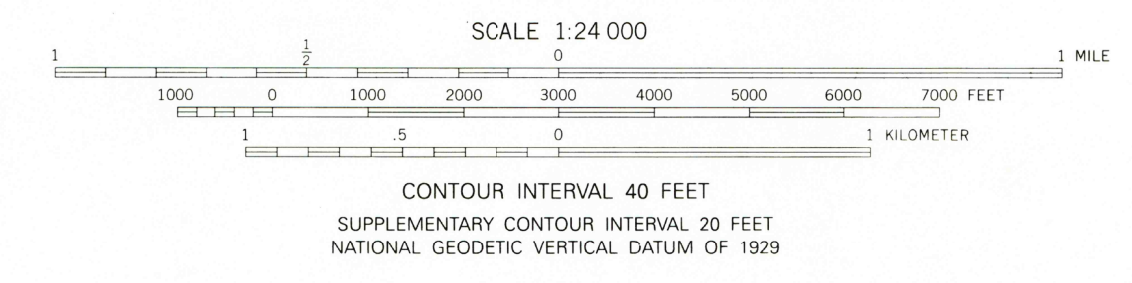 SCALE 1:24 000
1 1/2 0 1 MILE
1000 0 1000 2000 3000 4000 5000 6000 7000 FEET
1 .5 0 1 KILOMETER
CONTOUR INTERVAL 40 FEET
SUPPLEMENTARY CONTOUR INTERVAL 20 FEET
NATIONAL GEODETIC VERTICAL DATUM OF 1929